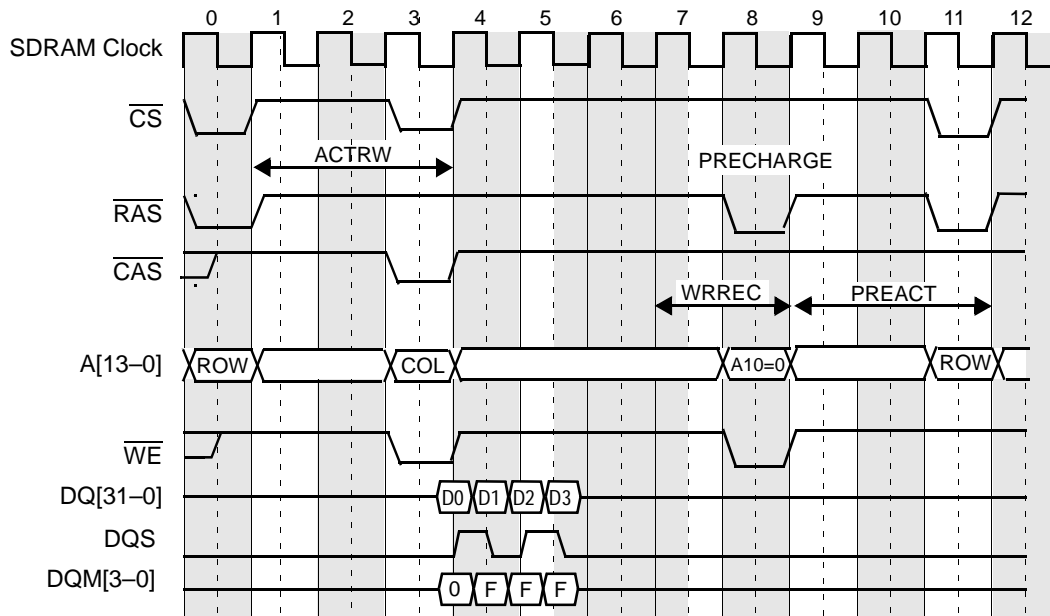 0 1 2 3 4 5 6 7 8 9 10 11 12
SDRAM Clock
CS
ACTRW
PRECHARGE
RAS
CAS
WRREC PREACT
A[13–0] ROW COL A10=0 ROW
WE
DQ[31–0] D0 D1 D2 D3
DQS
DQM[3–0] 0 F F F